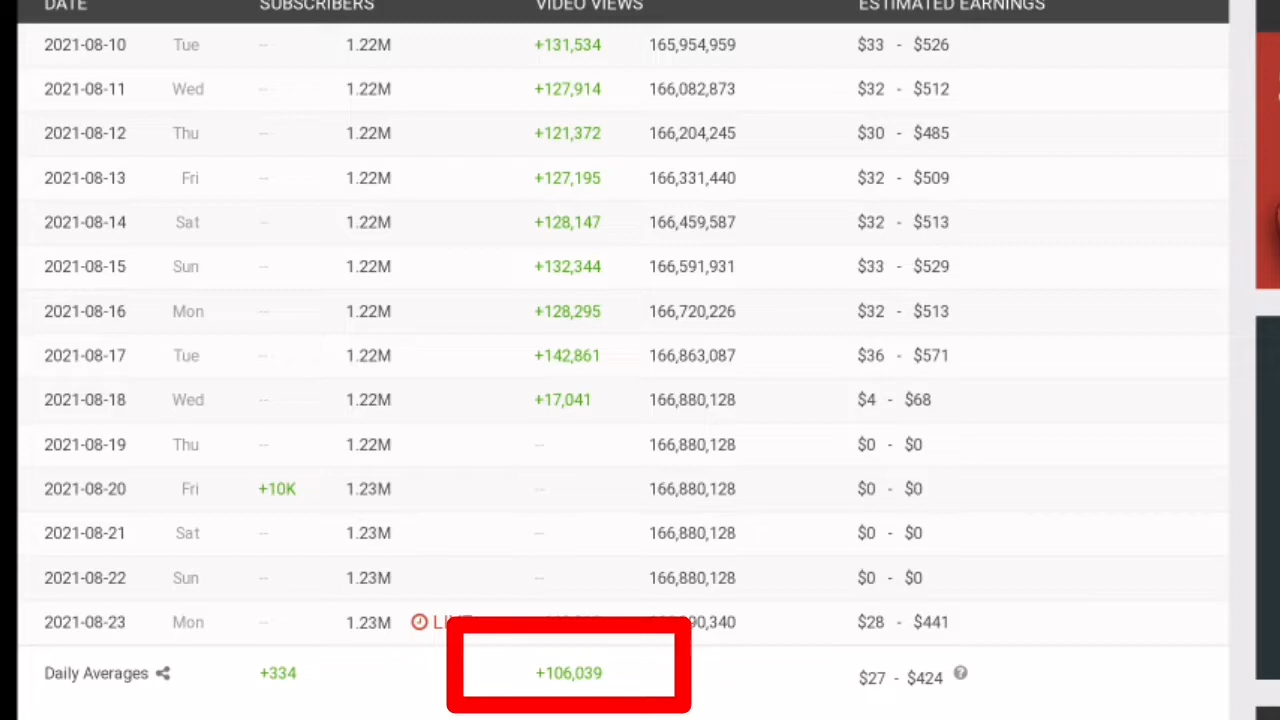 DATE SUBSCRIBERS VIDEO VIEWS ESTIMATED EARNINGS
2021-08-10 Tue -- 1.22M +131,534 165,954,959 $33 - $526
2021-08-11 Wed -- 1.22M +127,914 166,082,873 $32 - $512
2021-08-12 Thu -- 1.22M +121,372 166,204,245 $30 - $485
2021-08-13 Fri -- 1.22M +127,195 166,331,440 $32 - $509
2021-08-14 Sat -- 1.22M +128,147 166,459,587 $32 - $513
2021-08-15 Sun -- 1.22M +132,344 166,591,931 $33 - $529
2021-08-16 Mon -- 1.22M +128,295 166,720,226 $32 - $513
2021-08-17 Tue -- 1.22M +142,861 166,863,087 $36 - $571
2021-08-18 Wed -- 1.22M +17,041 166,880,128 $4 - $68
2021-08-19 Thu -- 1.22M -- 166,880,128 $0 - $0
2021-08-20 Fri +10K 1.23M -- 166,880,128 $0 - $0
2021-08-21 Sat -- 1.23M -- 166,880,128 $0 - $0
2021-08-22 Sun -- 1.23M -- 166,880,128 $0 - $0
2021-08-23 Mon -- 1.23M $28 - $441
Daily Averages +334 +106,039 $27 - $424